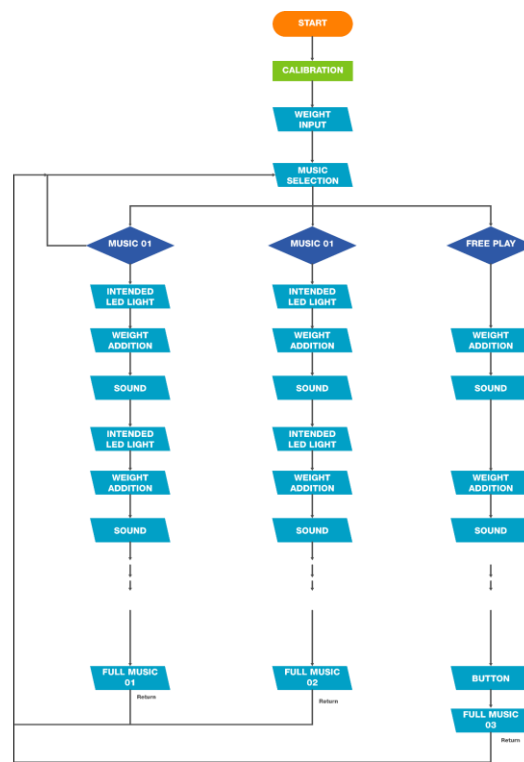 START
CALIBRATION
WEIGHT
INPUT
MUSIC
SELECTION
MUSIC 01
MUSIC 01
FREE PLAY
INTENDED
LED LIGHT
INTENDED
LED LIGHT
WEIGHT
ADDITION
WEIGHT
ADDITION
WEIGHT
ADDITION
SOUND
SOUND
SOUND
INTENDED
LED LIGHT
INTENDED
LED LIGHT
WEIGHT
ADDITION
WEIGHT
ADDITION
WEIGHT
ADDITION
SOUND
SOUND
SOUND
FULL MUSIC
01
FULL MUSIC
02
BUTTON
Return
Return
FULL MUSIC
03
Return